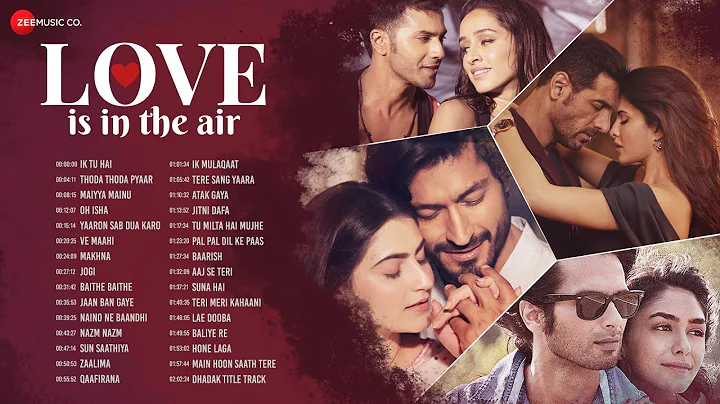 ZEE MUSIC CO.
LOVE
is in the air
00:00:00 IK TU HAI
00:04:11 THODA THODA PYAAR
00:08:15 MAIYYA MAINU
00:12:07 OH ISHA
00:15:14 YAARON SAB DUA KARO
00:20:25 VE MAAHI
00:24:09 MAKHNA
00:27:12 JOGI
00:31:42 BAITHE BAITHE
00:35:53 JAAN BAN GAYE
00:39:25 NAINO NE BAANDHI
00:43:27 NAZM NAZM
00:47:14 SUN SAATHIYA
00:50:53 ZAALIMA
00:55:52 QAAFIRANA
01:01:34 IK MULAQAAT
01:05:42 TERE SANG YAARA
01:10:32 ATAK GAYA
01:13:52 JITNI DAFA
01:17:34 TU MILTA HAI MUJHE
01:23:20 PAL PAL DIL KE PAAS
01:27:34 BAARISH
01:32:09 AAJ SE TERI
01:37:21 SUNA HAI
01:40:35 TERI MERI KAHAANI
01:46:05 LAE DOOBA
01:49:55 BALIYE RE
01:53:02 HONE LAGA
01:57:44 MAIN HOON SAATH TERE
02:02:24 DHADAK TITLE TRACK